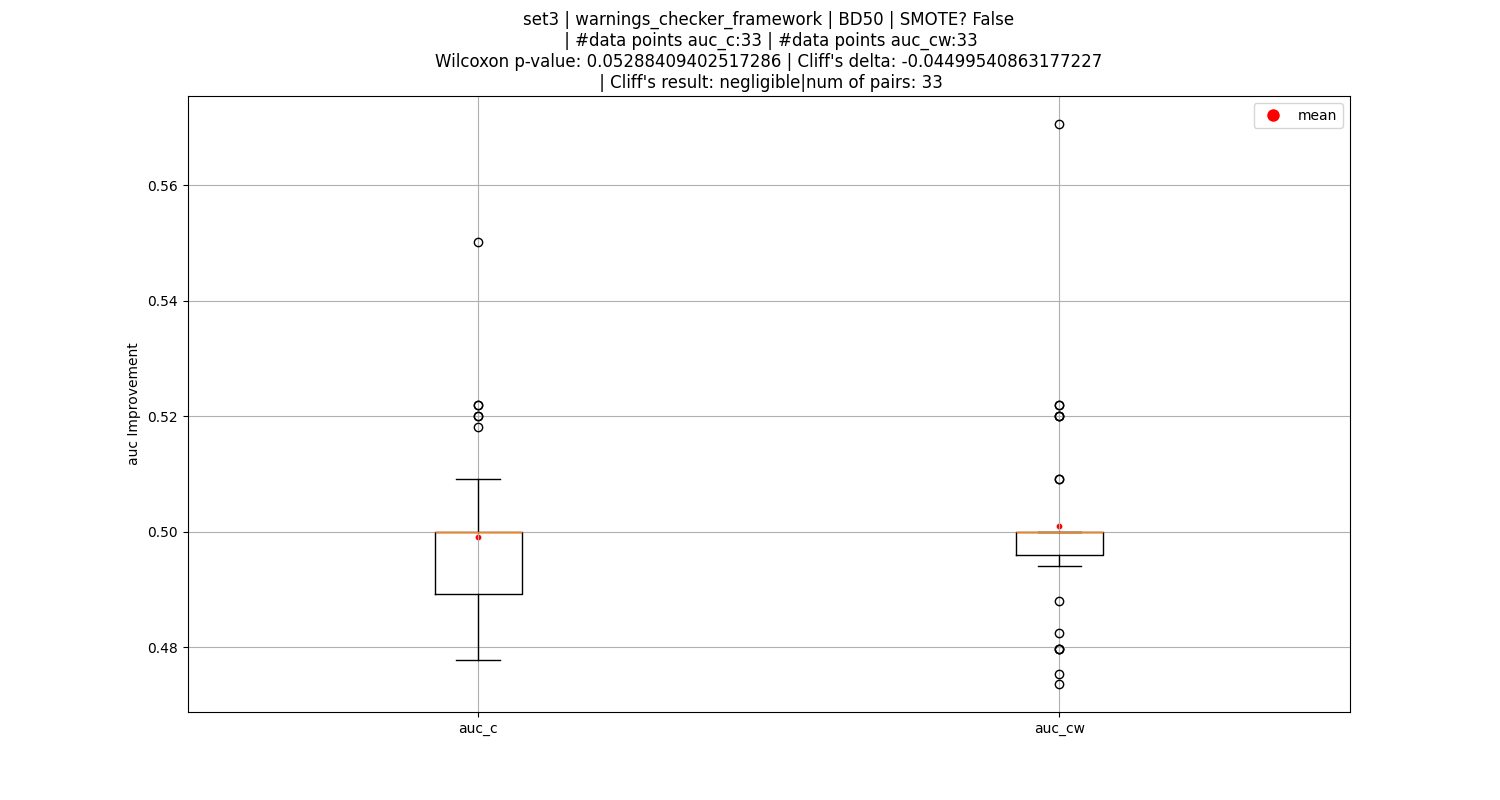 set3 | warnings_checker_framework | BD50 | SMOTE? False
| #data points auc_c:33 | #data points auc_cw:33
Wilcoxon p-value: 0.05288409402517286 | Cliff's delta: -0.04499540863177227
| Cliff's result: negligible|num of pairs: 33
mean
0.56
0.54
0.52
0.50
0.48
auc Improvement
auc_c
auc_cw